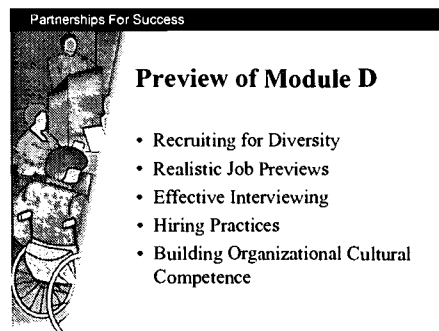 Partnerships For Success
Preview of Module D
• Recruiting for Diversity
• Realistic Job Previews
• Effective Interviewing
• Hiring Practices
• Building Organizational Cultural
Competence